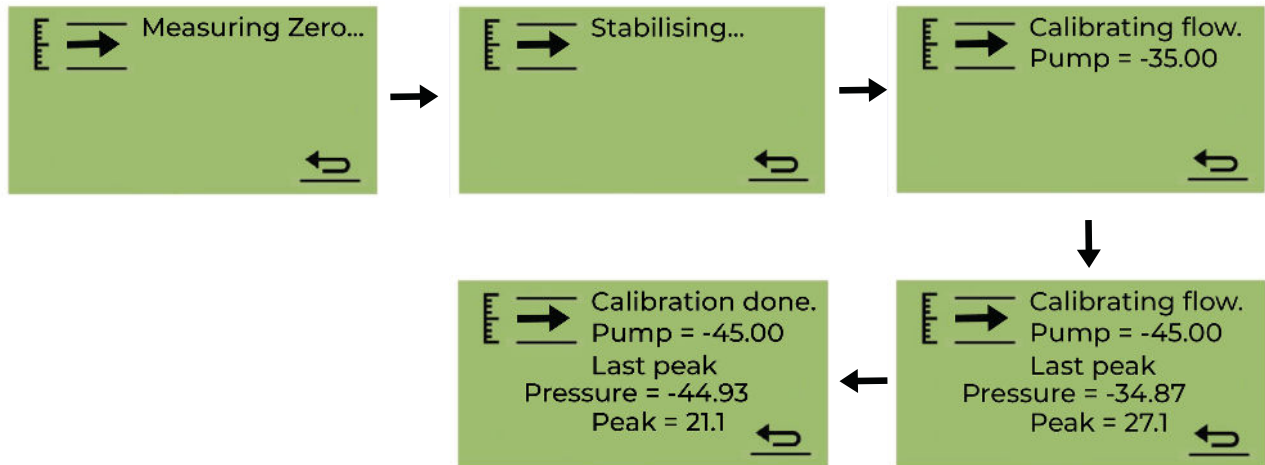 Measuring Zero...
Stabilising...
Calibrating flow.
Pump = -35.00
Calibrating flow.
Pump = -45.00
Last peak
Pressure = -34.87
Peak = 27.1
Calibration done.
Pump = -45.00
Last peak
Pressure = -44.93
Peak = 21.1